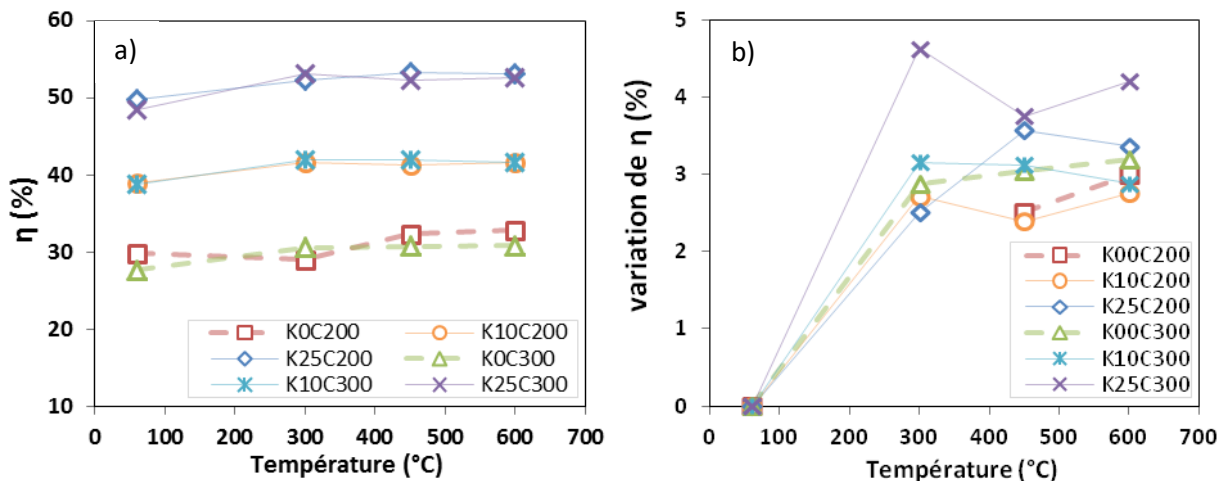 a)
η (%)
60
50
40
30
20
10
0 100 200 300 400 500 600 700
Température (°C)
K0C200 K10C200
K25C200 K0C300
K10C300 K25C300
b)
variation de η (%)
5
4
3
2
1
0
0 100 200 300 400 500 600 700
Température (°C)
K00C200
K10C200
K25C200
K00C300
K10C300
K25C300